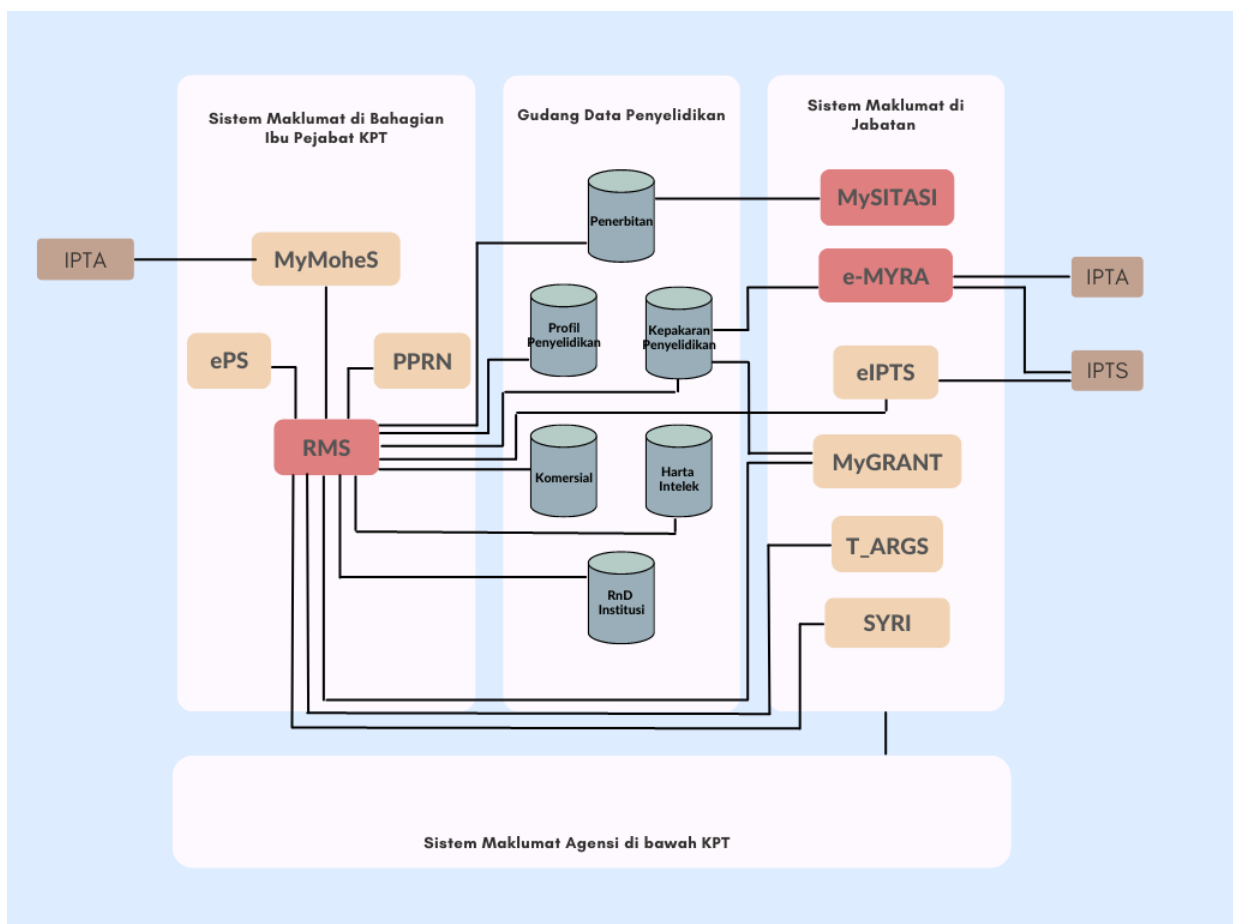 Sistem Maklumat di Bahagian
Ibu Pejabat KPT
Gudang Data Penyelidikan
Sistem Maklumat di
Jabatan
Penerbitan
MySITASI
IPTA
MyMoheS
e-MYRA
IPTA
Profil
Penyelidikan
Kepakaran
Penyelidikan
ePS
PPRN
eIPTS
IPTS
RMS
Komersial
Harta
Intelek
MyGRANT
T_ARGS
RnD
Institusi
SYRI
Sistem Maklumat Agensi di bawah KPT